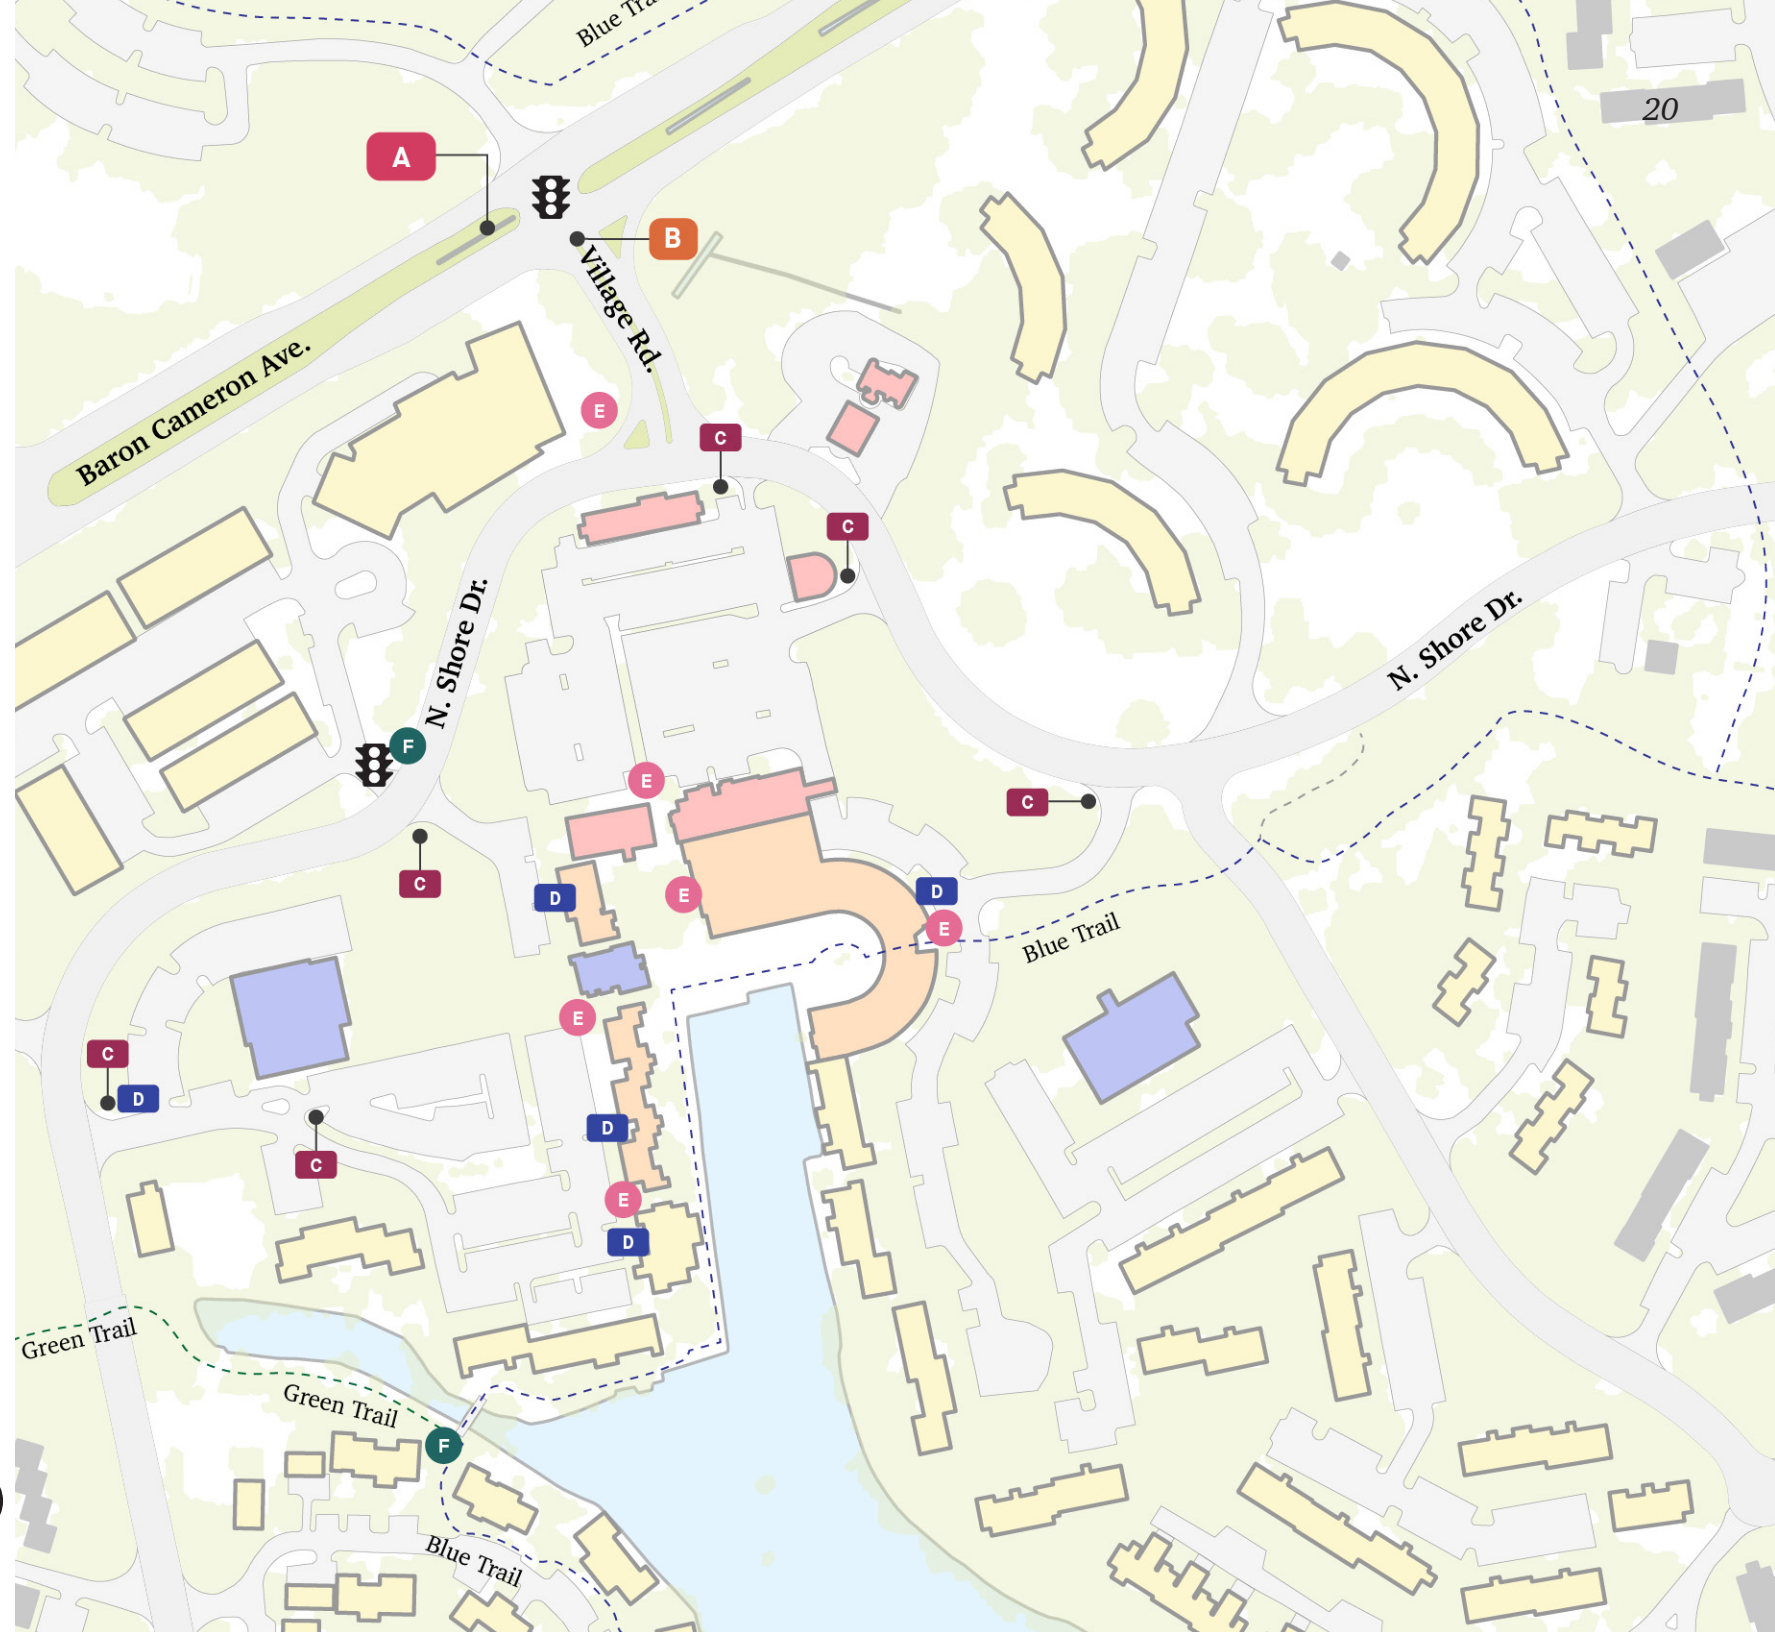 Blue Tra
20
A
B
Village Rd.
Baron Cameron Ave.
E
C
C
N. Shore Dr.
N. Shore Dr.
F
E
C
C
E
D
D
E
Blue Trail
E
C
D
D
C
E
D
Green Trail
Green Trail
F
Blue Trail